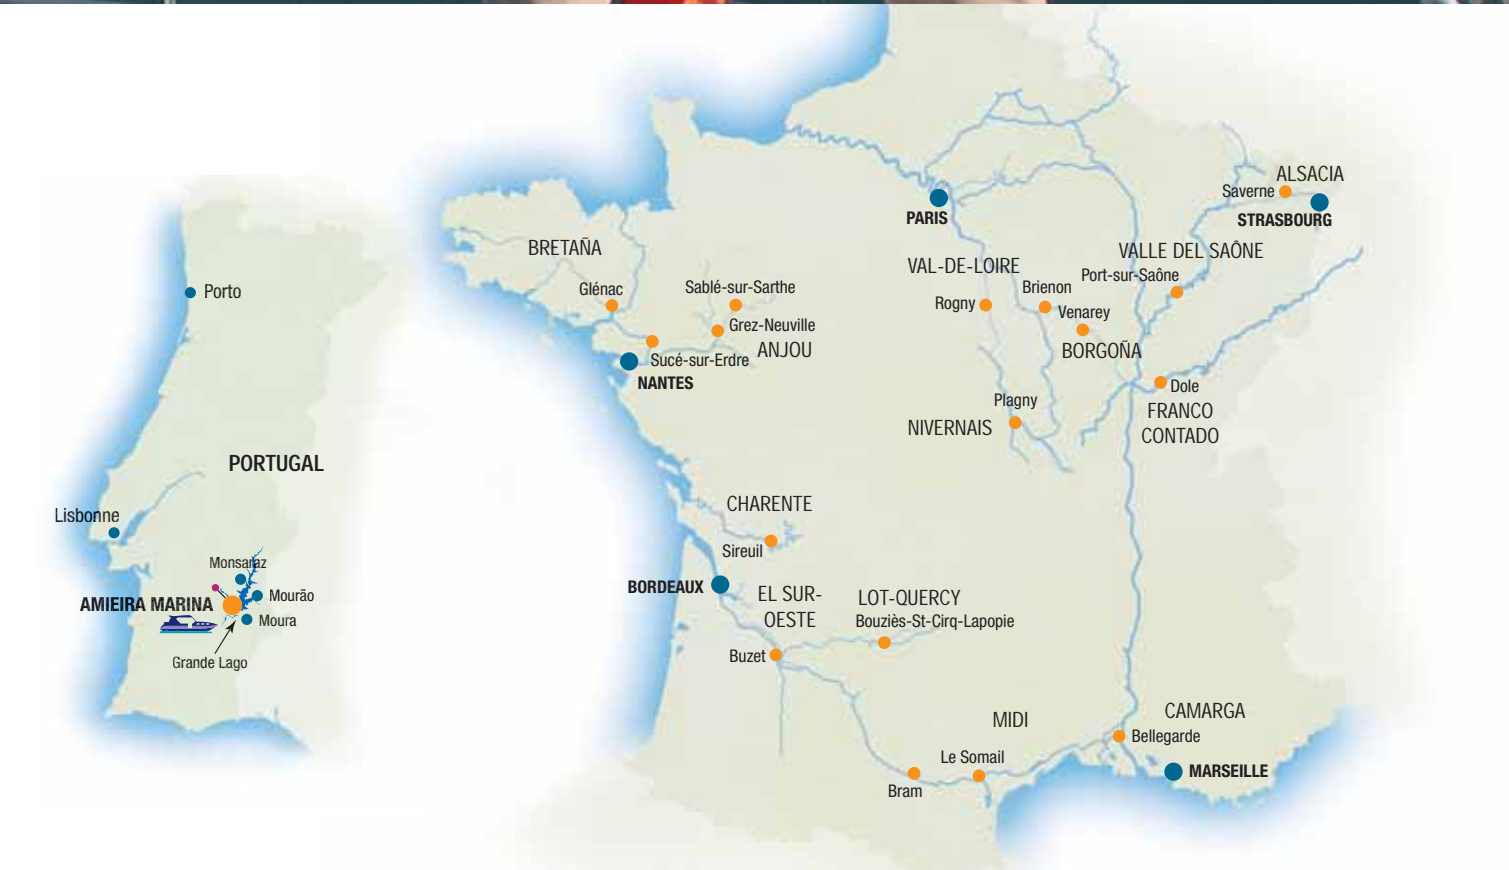 Porto
PORTUGAL
Lisbonne
Monsaraz
AMIEIRA MARINA
Mourão
Moura
Grande Lago
BRETAÑA
Glénac
Sablé-sur-Sarthe
Grez-Neuville
ANJOU
Sucé-sur-Erdre
NANTES
PARIS
ALSACIA
Saverne
STRASBOURG
VALLE DEL SAÔNE
Port-sur-Saône
VAL-DE-LOIRE
Brienon
Rogny
Venarey
BORGOÑA
Dole
FRANCO
CONTADO
Plagny
NIVERNAIS
CHARENTE
Sireuil
BORDEAUX
EL SUR-
OESTE
LOT-QUERCY
Bouziès-St-Cirq-Lapopie
Buzet
MIDI
Le Somail
Bram
CAMARGA
Bellegarde
MARSEILLE